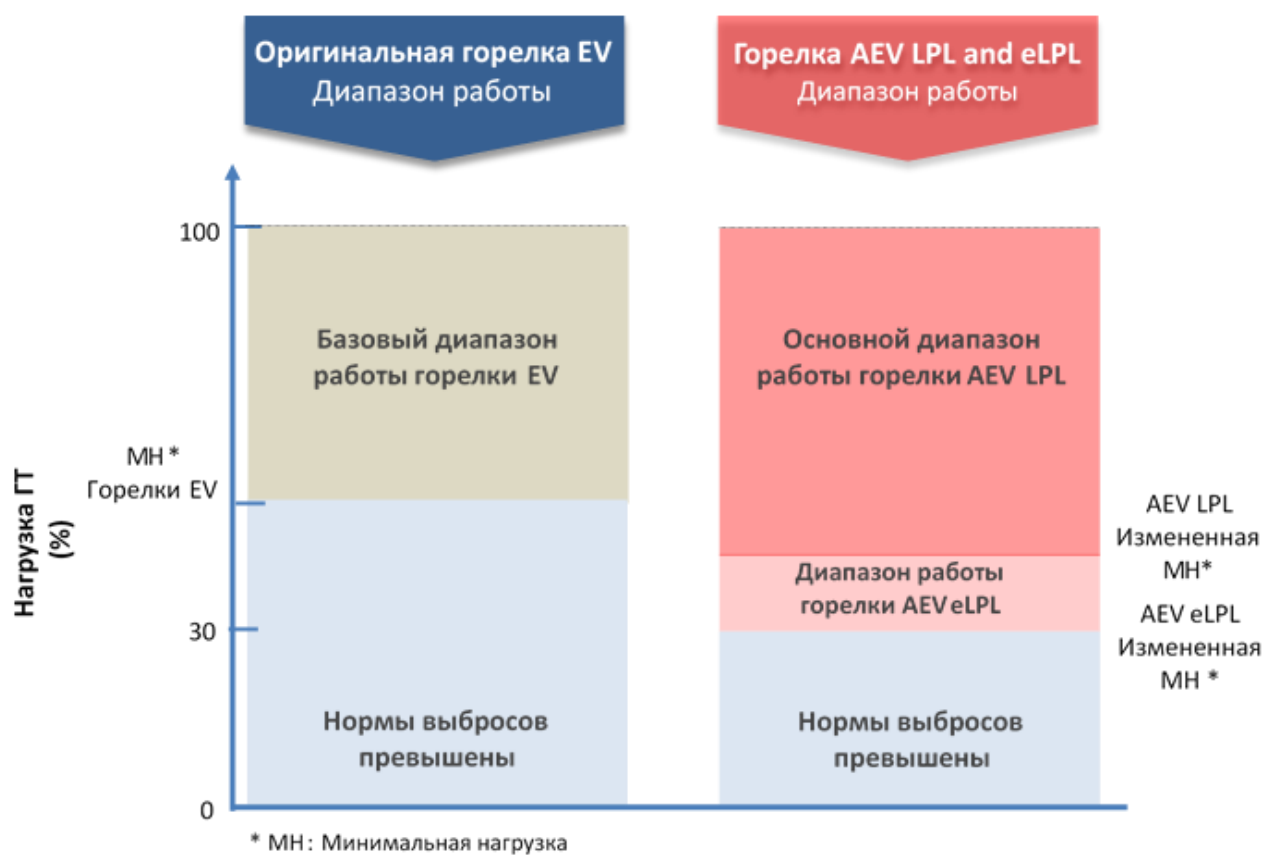 Оригинальная горелка EV
Диапазон работы
Горелка AEV LPL and eLPL
Диапазон работы
100
Базовый диапазон
работы горелки EV
Основной диапазон
работы горелки AEV LPL
МН *
Горелки EV
Нагрузка ГТ
(%)
AEV LPL
Измененная
МН*
Диапазон работы
горелки AEV eLPL
30
AEV eLPL
Измененная
МН *
Нормы выбросов
превышены
Нормы выбросов
превышены
0
* МН: Минимальная нагрузка